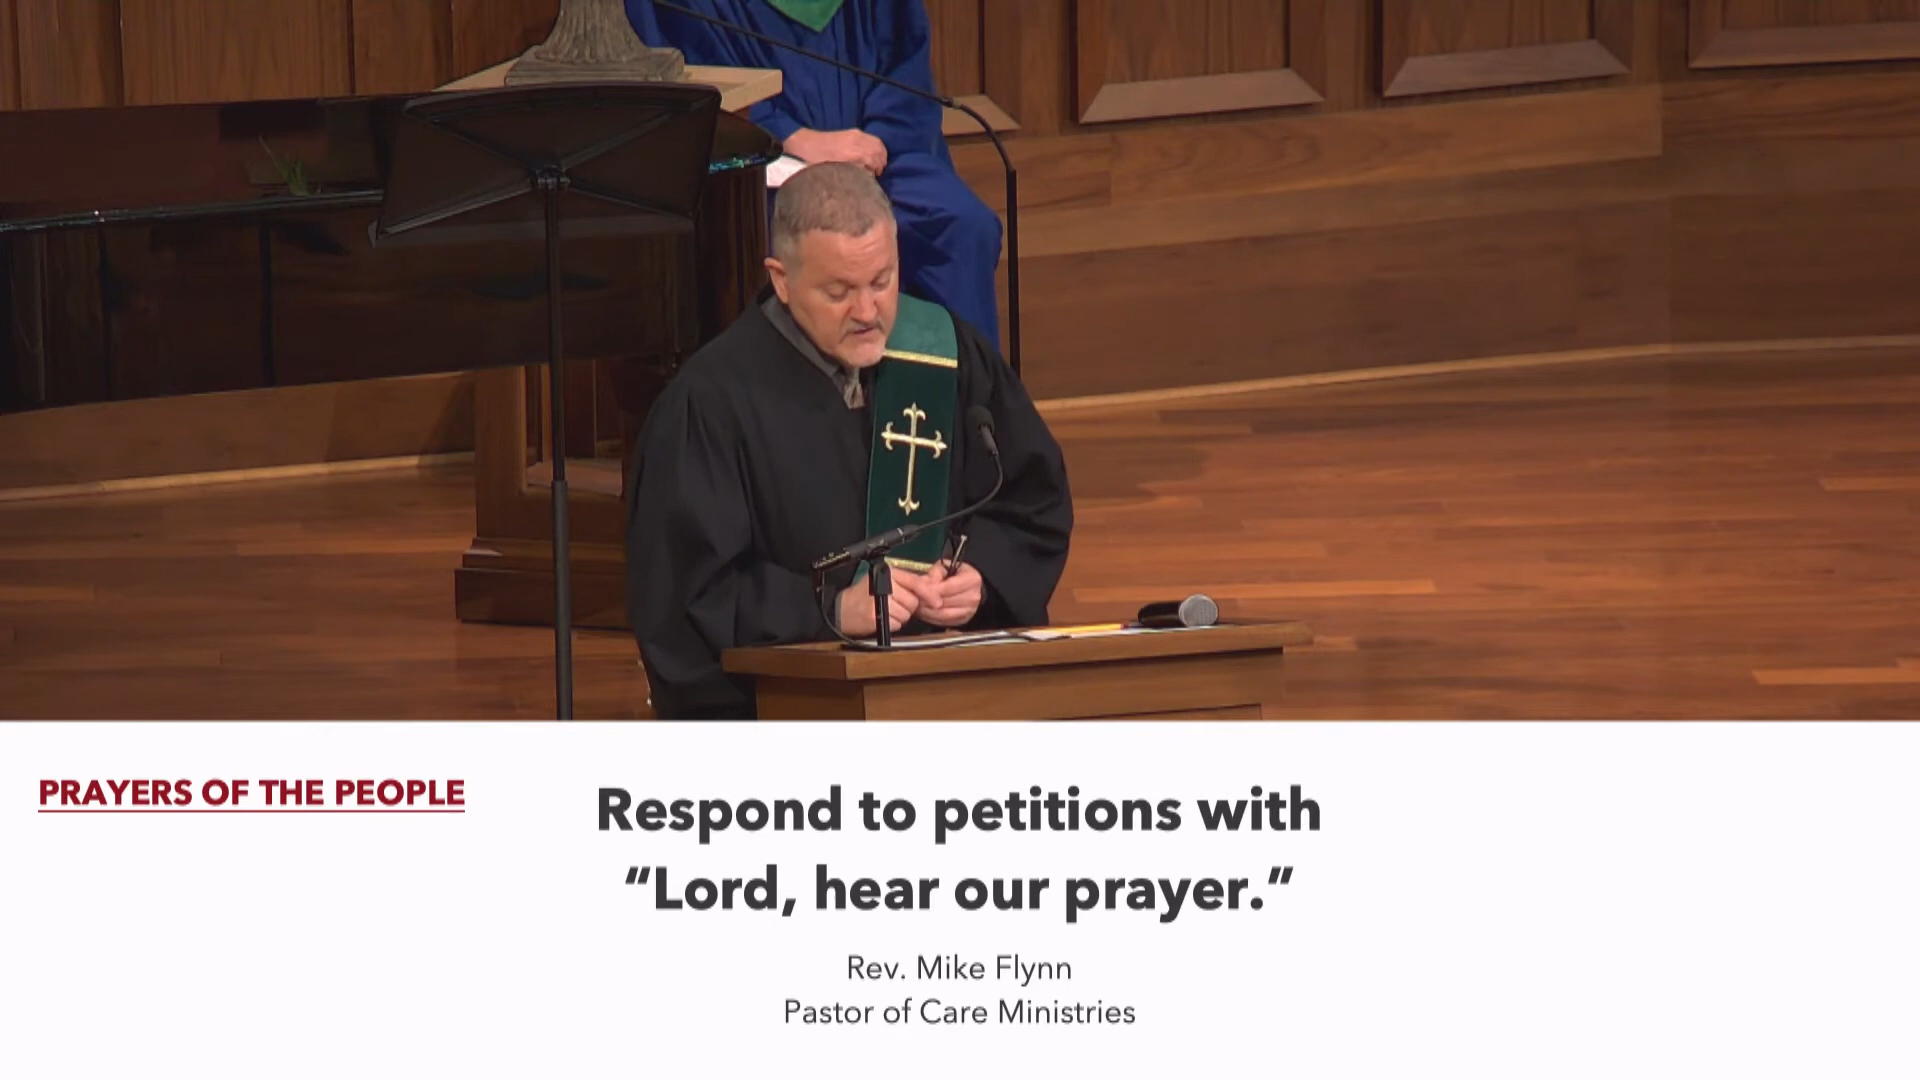 PRAYERS OF THE PEOPLE
Respond to petitions with
“Lord, hear our prayer.”
Rev. Mike Flynn
Pastor of Care Ministries